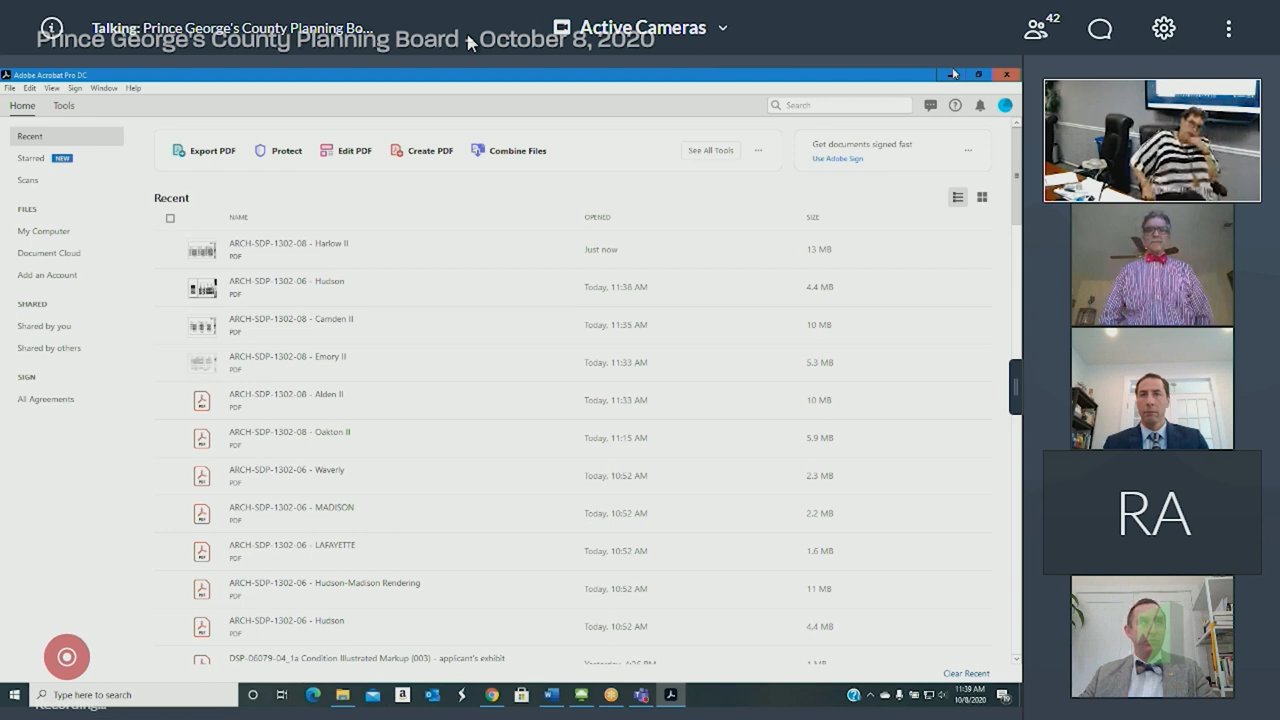 Talking: Prince George's County Planning Bo...
Active Cameras
42
Prince George's County Planning Board - October 8, 2020
Adobe Acrobat Pro DC
File Edit View Sign Window Help
Home Tools
Search
Recent
Starred NEW
Scans
FILES
My Computer
Document Cloud
Add an Account
SHARED
Shared by you
Shared by others
SIGN
All Agreements
Export PDF Protect Edit PDF Create PDF Combine Files
See All Tools
Get documents signed fast
Use Adobe Sign
Recent
NAME OPENED SIZE
ARCH-SDP-1302-08 - Harlow II Just now 13 MB
PDF
ARCH-SDP-1302-06 - Hudson Today, 11:38 AM 4.4 MB
PDF
ARCH-SDP-1302-08 - Camden II Today, 11:35 AM 10 MB
PDF
ARCH-SDP-1302-08 - Emory II Today, 11:33 AM 5.3 MB
PDF
ARCH-SDP-1302-08 - Alden II Today, 11:33 AM 10 MB
PDF
ARCH-SDP-1302-08 - Oakton II Today, 11:15 AM 5.9 MB
PDF
ARCH-SDP-1302-06 - Waverly Today, 10:52 AM 2.3 MB
PDF
ARCH-SDP-1302-06 - MADISON Today, 10:52 AM 2.2 MB
PDF
ARCH-SDP-1302-06 - LAFAYETTE Today, 10:52 AM 1.6 MB
PDF
ARCH-SDP-1302-06 - Hudson-Madison Rendering Today, 10:52 AM 11 MB
PDF
ARCH-SDP-1302-06 - Hudson Today, 10:52 AM 4.4 MB
PDF
DSP-06079-04_1a Condition Illustrated Markup (003) - applicant's exhibit Yesterday, 4:26 PM 1 MB
Clear Recent
RA
Type here to search
Recording...
11:39 AM
10/8/2020